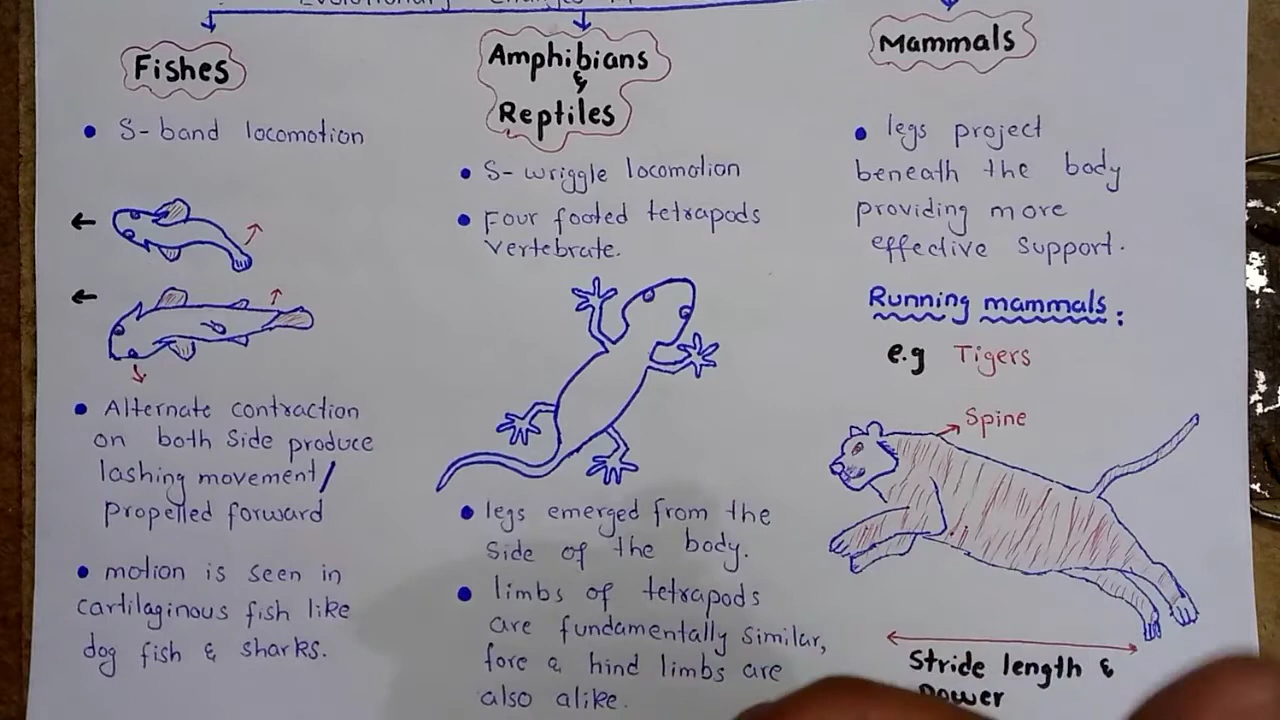 Evolutionary Changes
Fishes
• S-band locomotion
• Alternate contraction
on both Side produce
lashing movement/
propelled forward
• motion is seen in
cartilaginous fish like
dog fish & sharks.
Amphibians
&
Reptiles
• S-wriggle locomotion
• Four footed tetrapods
vertebrate.
• legs emerged from the
side of the body.
• limbs of tetrapods
are fundamentally similar,
fore & hind limbs are
also alike.
Mammals
• legs project
beneath the body
providing more
effective support.
Running mammals:
e.g Tigers
Spine
Stride length &
power